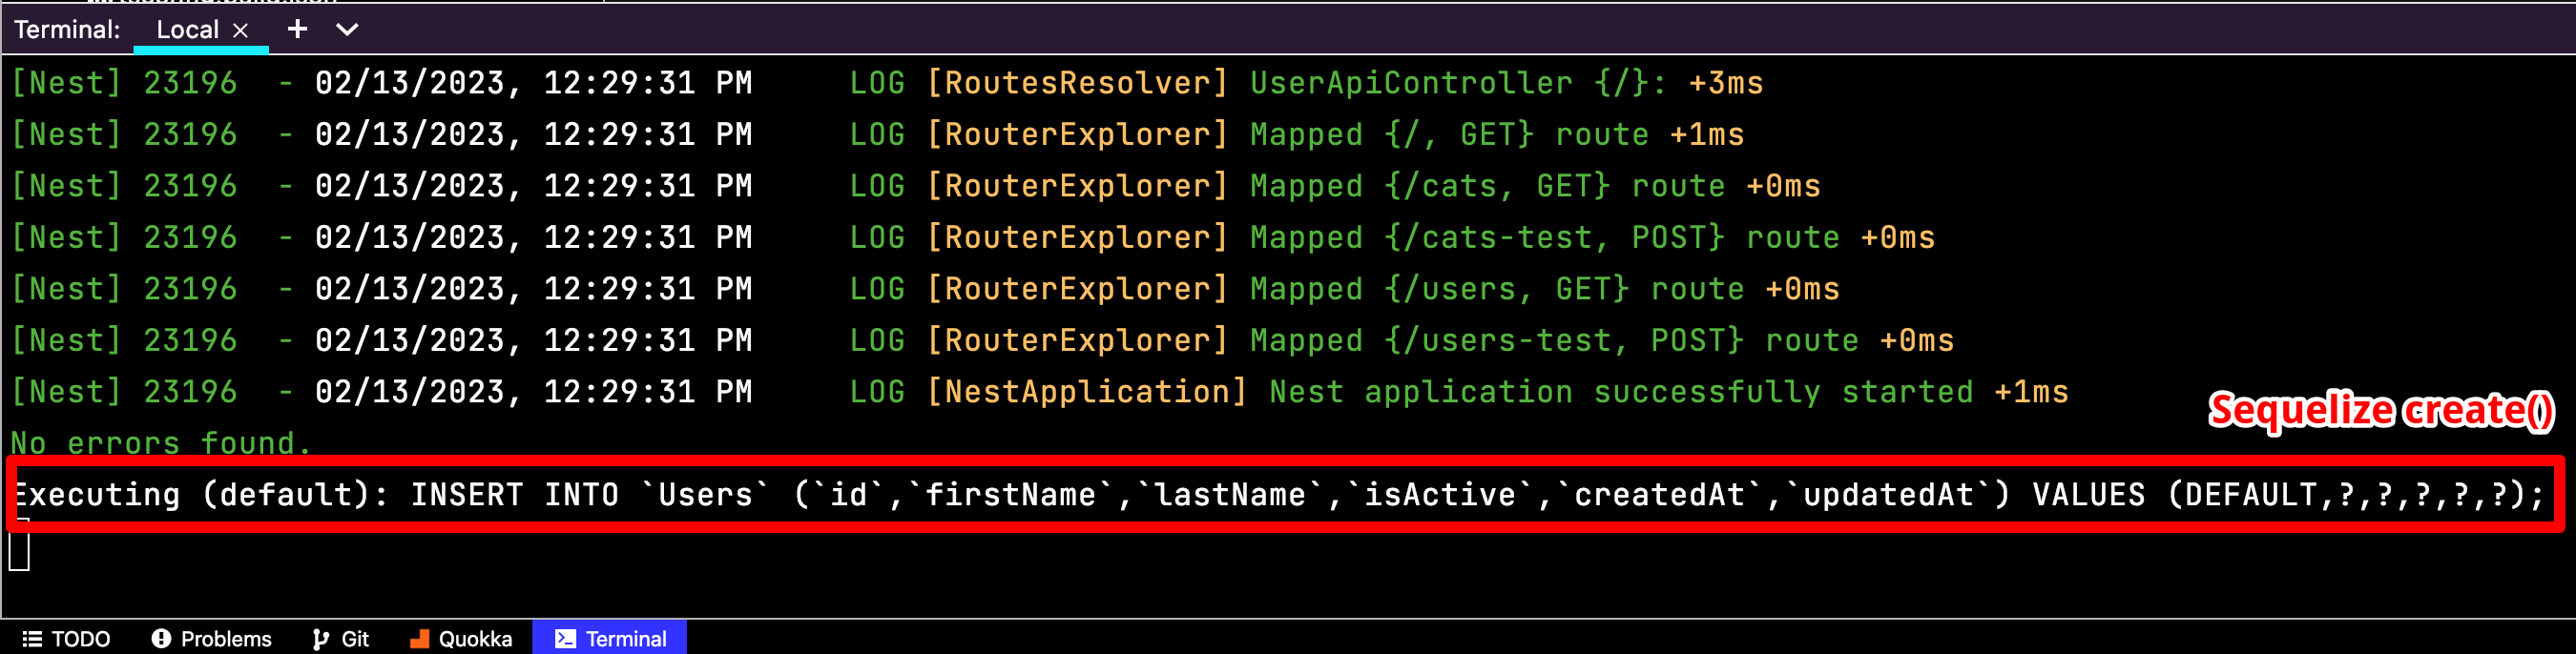 Terminal: Local × +
[Nest] 23196  - 02/13/2023, 12:29:31 PM     LOG [RoutesResolver] UserApiController {/}: +3ms
[Nest] 23196  - 02/13/2023, 12:29:31 PM     LOG [RouterExplorer] Mapped {/, GET} route +1ms
[Nest] 23196  - 02/13/2023, 12:29:31 PM     LOG [RouterExplorer] Mapped {/cats, GET} route +0ms
[Nest] 23196  - 02/13/2023, 12:29:31 PM     LOG [RouterExplorer] Mapped {/cats-test, POST} route +0ms
[Nest] 23196  - 02/13/2023, 12:29:31 PM     LOG [RouterExplorer] Mapped {/users, GET} route +0ms
[Nest] 23196  - 02/13/2023, 12:29:31 PM     LOG [RouterExplorer] Mapped {/users-test, POST} route +0ms
[Nest] 23196  - 02/13/2023, 12:29:31 PM     LOG [NestApplication] Nest application successfully started +1ms
Sequelize create()
No errors found.
Executing (default): INSERT INTO `Users` (`id`,`firstName`,`lastName`,`isActive`,`createdAt`,`updatedAt`) VALUES (DEFAULT,?,?,?,?,?);
TODO Problems Git Quokka Terminal